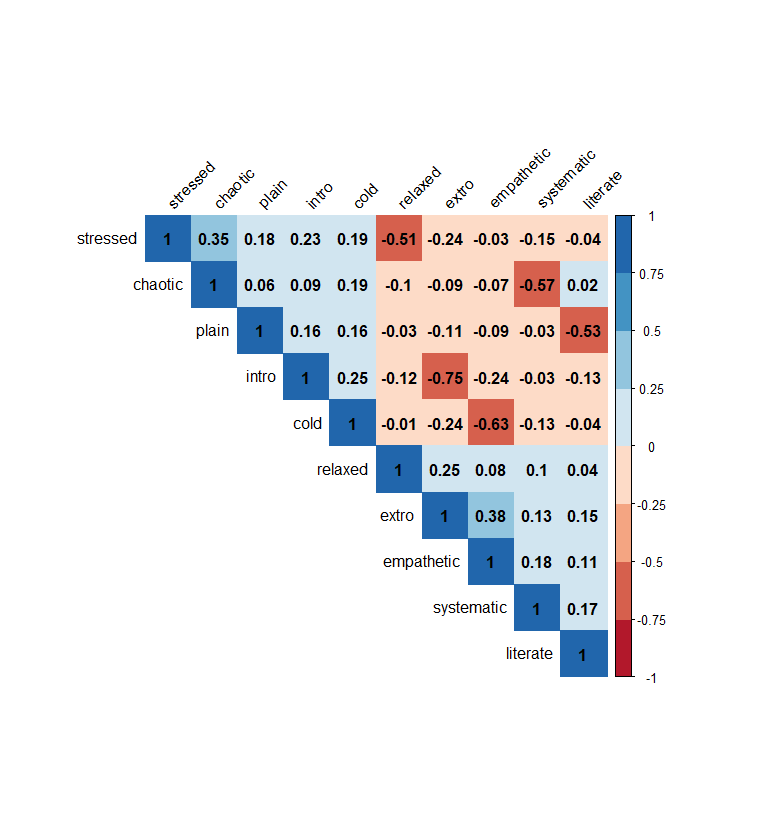 stressed chaotic plain intro cold relaxed extro empathetic systematic literate
stressed 1 0.35 0.18 0.23 0.19 -0.51 -0.24 -0.03 -0.15 -0.04
chaotic 1 0.06 0.09 0.19 -0.1 -0.09 -0.07 -0.57 0.02
plain 1 0.16 0.16 -0.03 -0.11 -0.09 -0.03 -0.53
intro 1 0.25 -0.12 -0.75 -0.24 -0.03 -0.13
cold 1 -0.01 -0.24 -0.63 -0.13 -0.04
relaxed 1 0.25 0.08 0.1 0.04
extro 1 0.38 0.13 0.15
empathetic 1 0.18 0.11
systematic 1 0.17
literate 1
1
0.75
0.5
0.25
0
-0.25
-0.5
-0.75
-1